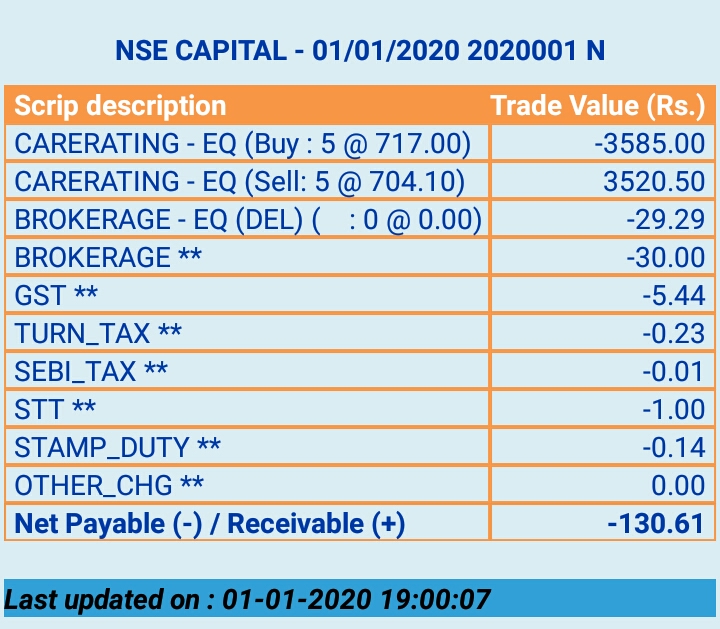 NSE CAPITAL - 01/01/2020 2020001 N
Scrip description Trade Value (Rs.)
CARERATING - EQ (Buy : 5 @ 717.00) -3585.00
CARERATING - EQ (Sell: 5 @ 704.10) 3520.50
BROKERAGE - EQ (DEL) ( : 0 @ 0.00) -29.29
BROKERAGE ** -30.00
GST ** -5.44
TURN_TAX ** -0.23
SEBI_TAX ** -0.01
STT ** -1.00
STAMP_DUTY ** -0.14
OTHER_CHG ** 0.00
Net Payable (-) / Receivable (+) -130.61
Last updated on : 01-01-2020 19:00:07